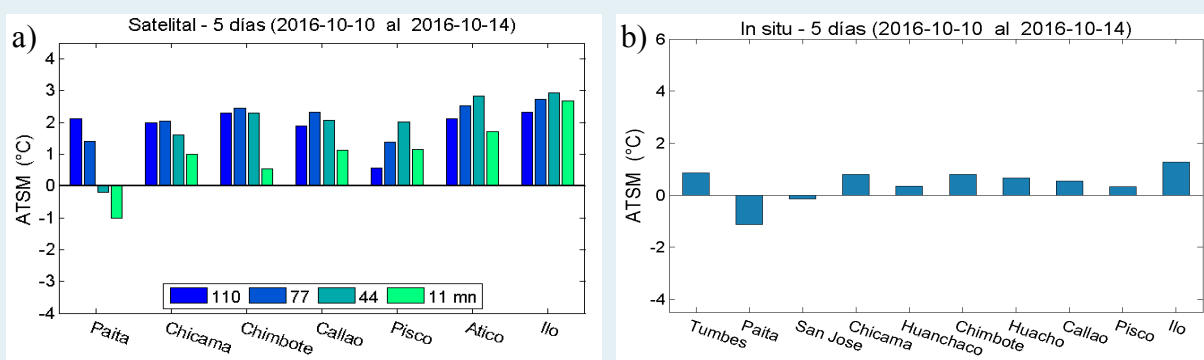 a)
Satelital - 5 días (2016-10-10 al 2016-10-14)
ATSM (°C)
4
3
2
1
0
-1
-2
-3
-4
110 77 44 11 mn
Paita Chicama Chimbote Callao Pisco Atico Ilo
b)
In situ - 5 días (2016-10-10 al 2016-10-14)
ATSM (°C)
6
4
2
0
-2
-4
Tumbes Paita San Jose Chicama Huanchaco Chimbote Huacho Callao Pisco Ilo